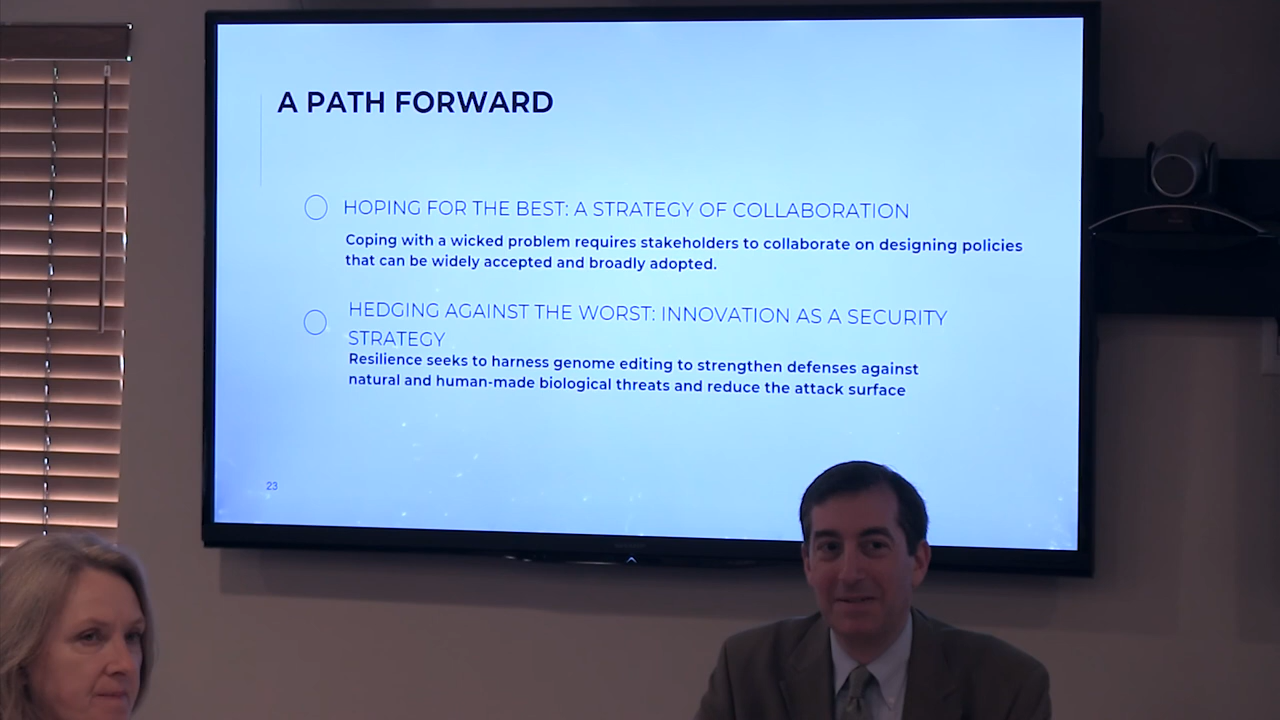 A PATH FORWARD
HOPING FOR THE BEST: A STRATEGY OF COLLABORATION
Coping with a wicked problem requires stakeholders to collaborate on designing policies
that can be widely accepted and broadly adopted.
HEDGING AGAINST THE WORST: INNOVATION AS A SECURITY
STRATEGY
Resilience seeks to harness genome editing to strengthen defenses against
natural and human-made biological threats and reduce the attack surface
23